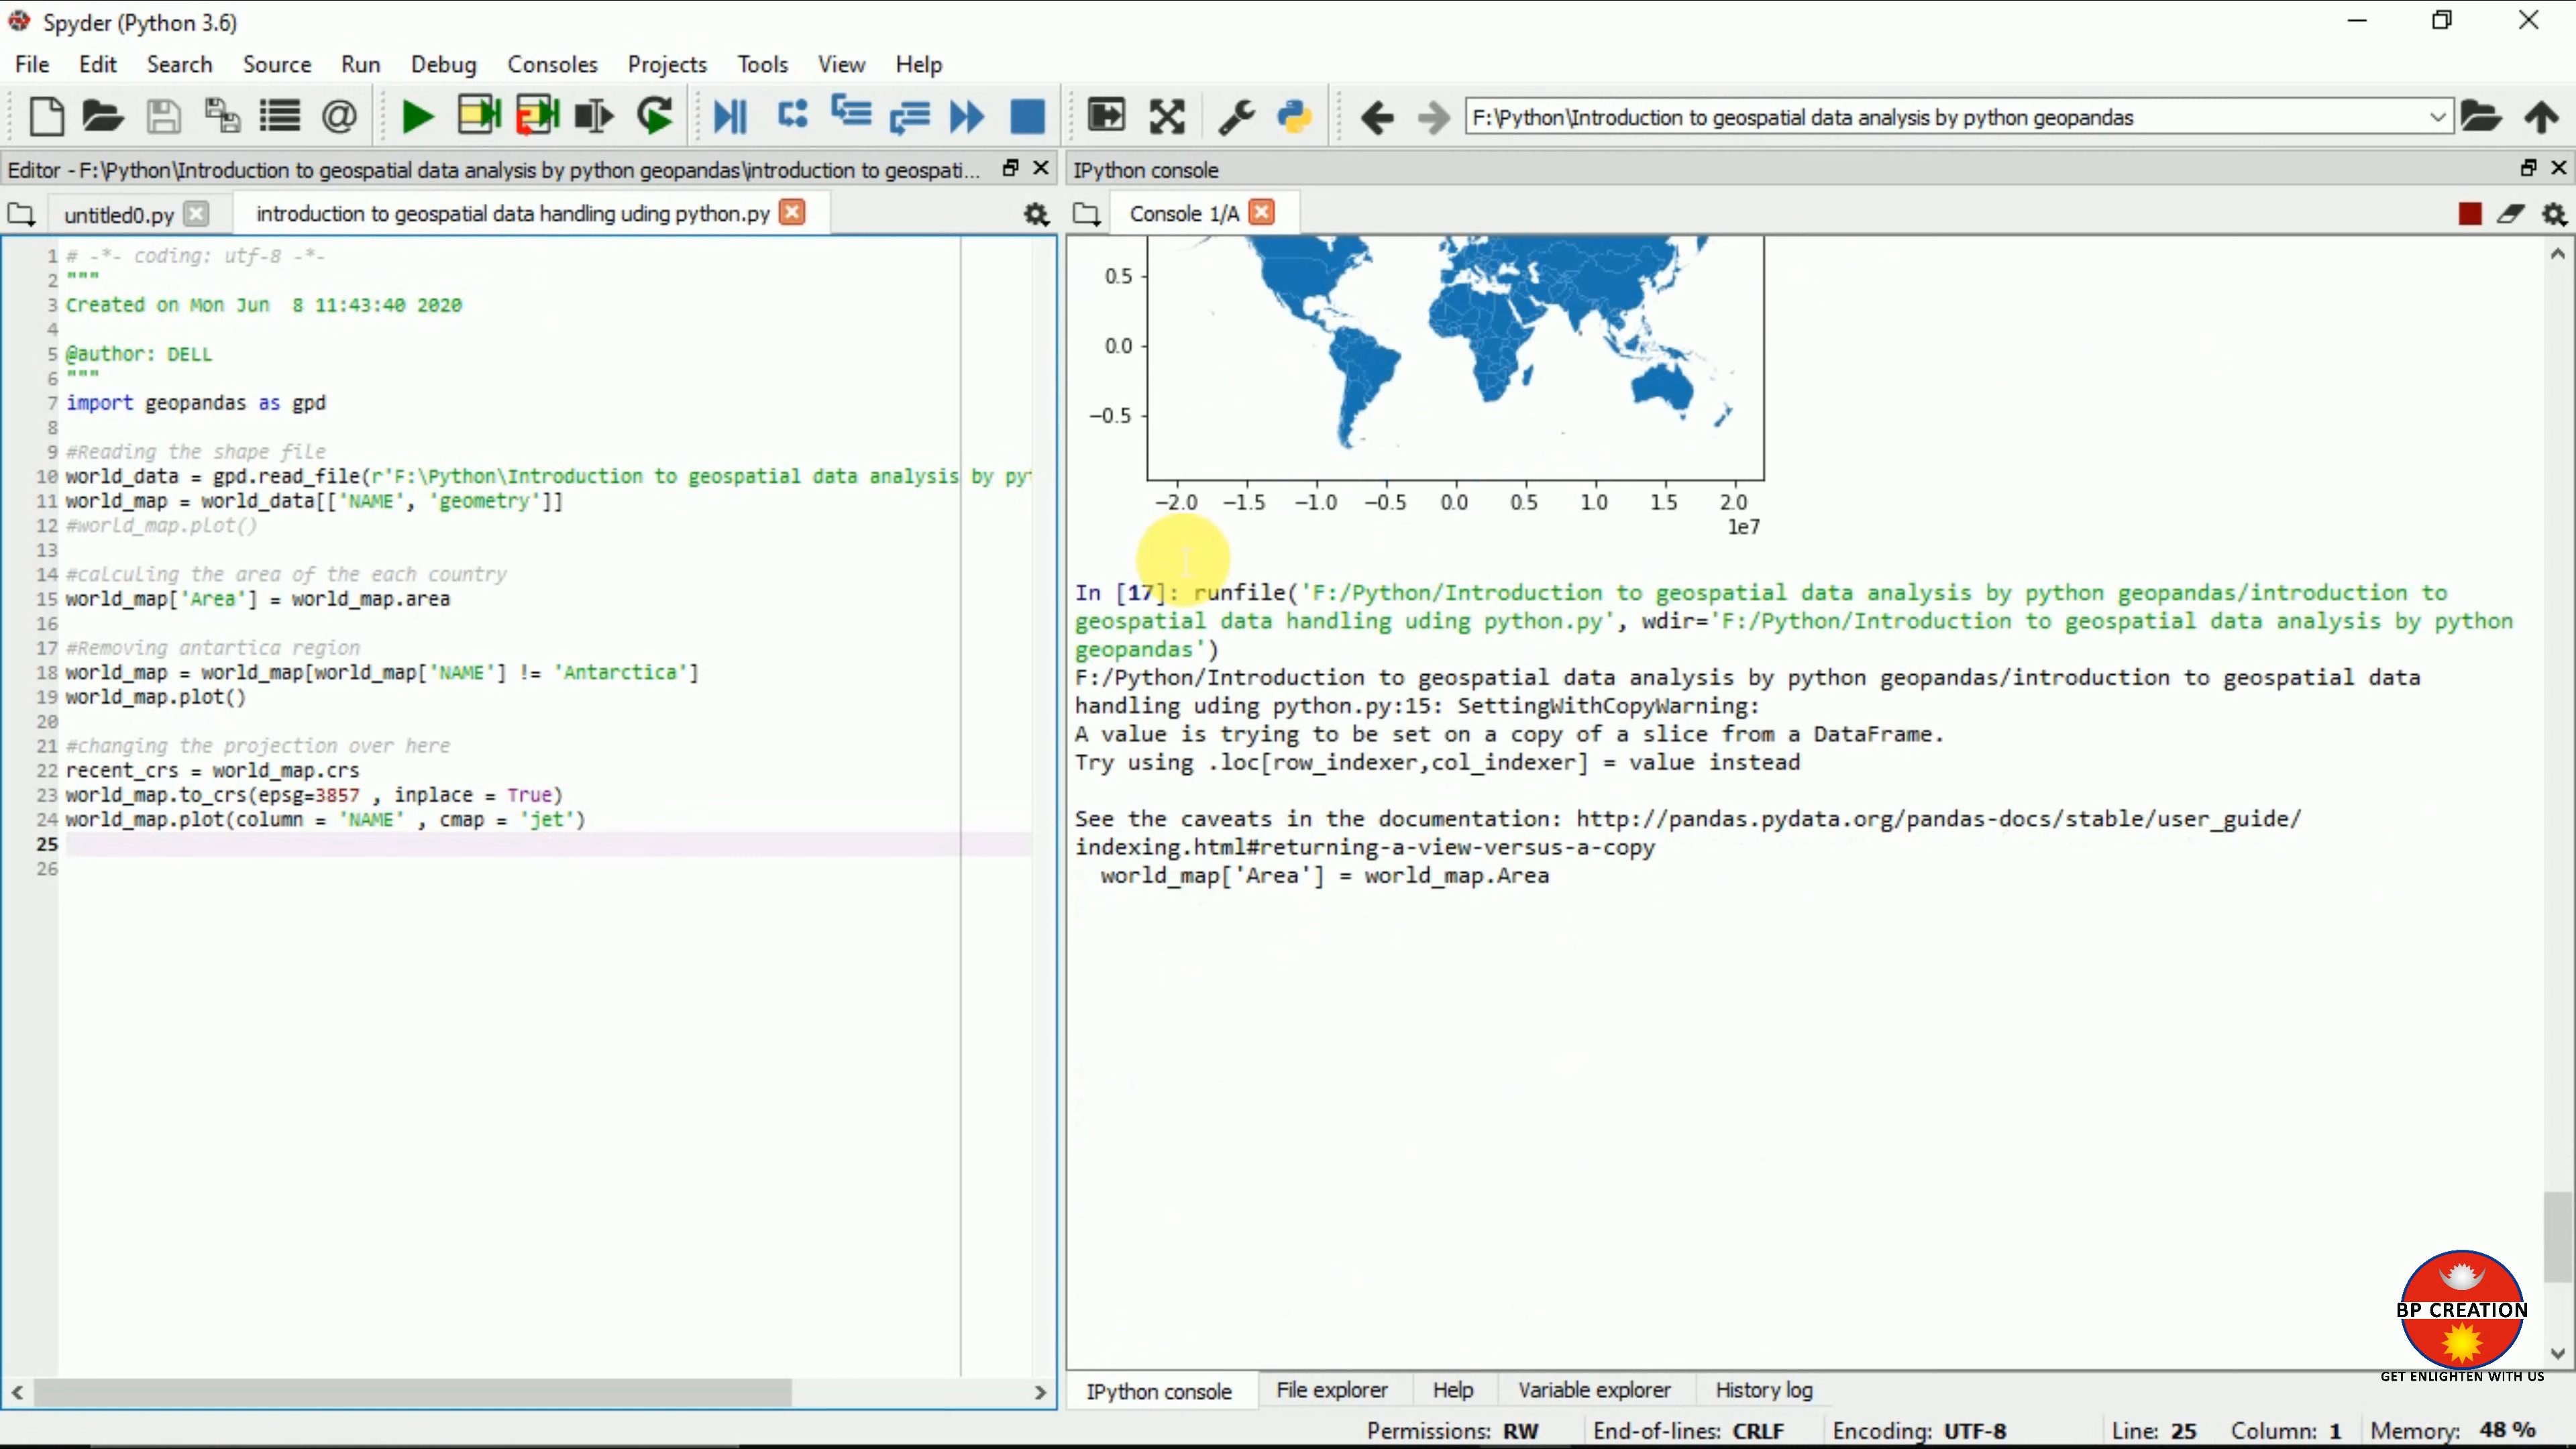 Spyder (Python 3.6)
File Edit Search Source Run Debug Consoles Projects Tools View Help
F:\Python\Introduction to geospatial data analysis by python geopandas
Editor - F:\Python\Introduction to geospatial data analysis by python geopandas\introduction to geospati...
IPython console
untitled0.py
introduction to geospatial data handling uding python.py
Console 1/A
1 # -*- coding: utf-8 -*-
2 """
3 Created on Mon Jun  8 11:43:40 2020
4
5 @author: DELL
6 """
7 import geopandas as gpd
8
9 #Reading the shape file
10 world_data = gpd.read_file(r'F:\Python\Introduction to geospatial data analysis by pyt
11 world_map = world_data[['NAME', 'geometry']]
12 #world_map.plot()
13
14 #calculing the area of the each country
15 world_map['Area'] = world_map.area
16
17 #Removing antartica region
18 world_map = world_map[world_map['NAME'] != 'Antarctica']
19 world_map.plot()
20
21 #changing the projection over here
22 recent_crs = world_map.crs
23 world_map.to_crs(epsg=3857 , inplace = True)
24 world_map.plot(column = 'NAME' , cmap = 'jet')
25
26
0.5
0.0
−0.5
−2.0 −1.5 −1.0 −0.5 0.0 0.5 1.0 1.5 2.0
1e7
In [17]: runfile('F:/Python/Introduction to geospatial data analysis by python geopandas/introduction to
geospatial data handling uding python.py', wdir='F:/Python/Introduction to geospatial data analysis by python
geopandas')
F:/Python/Introduction to geospatial data analysis by python geopandas/introduction to geospatial data
handling uding python.py:15: SettingWithCopyWarning:
A value is trying to be set on a copy of a slice from a DataFrame.
Try using .loc[row_indexer,col_indexer] = value instead
See the caveats in the documentation: http://pandas.pydata.org/pandas-docs/stable/user_guide/
indexing.html#returning-a-view-versus-a-copy
world_map['Area'] = world_map.Area
BP CREATION
GET ENLIGHTEN WITH US
IPython console File explorer Help Variable explorer History log
Permissions: RW End-of-lines: CRLF Encoding: UTF-8 Line: 25 Column: 1 Memory: 48 %